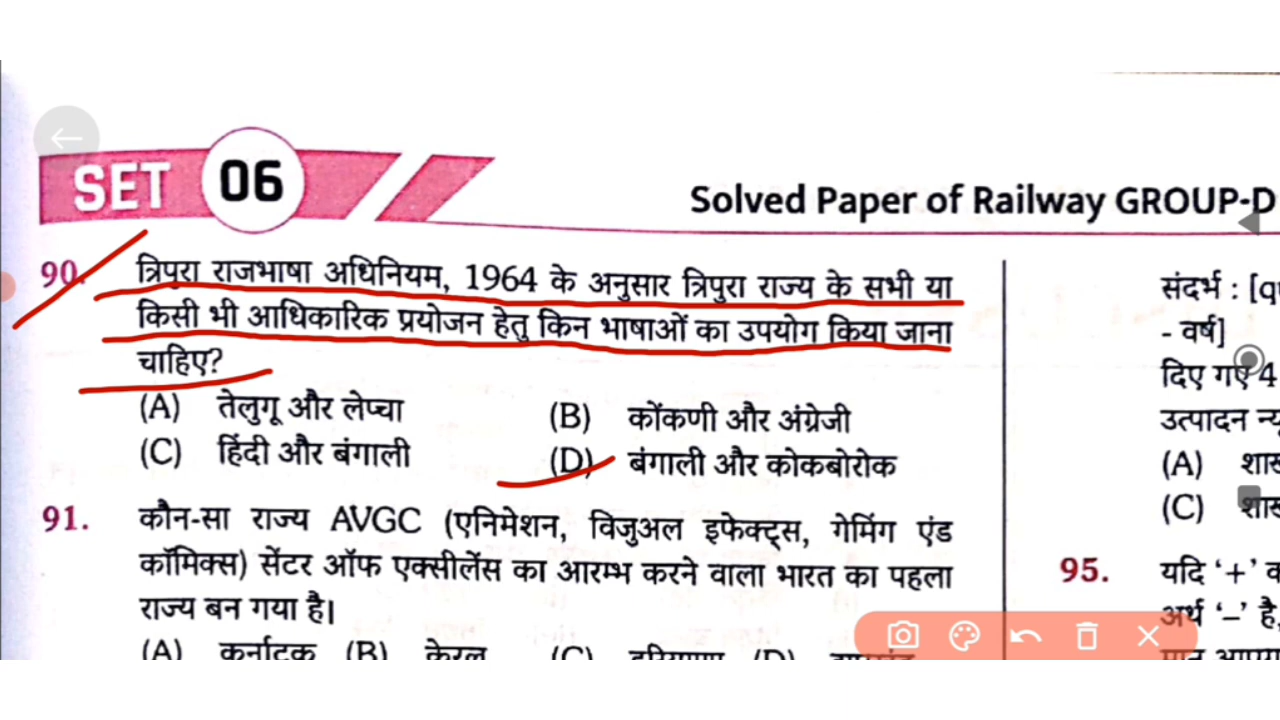 SET 06
Solved Paper of Railway GROUP-D
90. त्रिपुरा राजभाषा अधिनियम, 1964 के अनुसार त्रिपुरा राज्य के सभी या
किसी भी आधिकारिक प्रयोजन हेतु किन भाषाओं का उपयोग किया जाना
चाहिए?
(A) तेलुगू और लेप्चा (B) कोंकणी और अंग्रेजी
(C) हिंदी और बंगाली (D) बंगाली और कोकबोरोक
91. कौन-सा राज्य AVGC (एनिमेशन, विजुअल इफेक्ट्स, गेमिंग एंड
कॉमिक्स) सेंटर ऑफ एक्सीलेंस का आरम्भ करने वाला भारत का पहला
राज्य बन गया है।
(A) कर्नाटक (B) केरल (C) हरियाणा (D)
संदर्भ : [
- वर्ष]
दिए गए 4
उत्पादन
(A)
(C)
95. यदि ‘+’
अर्थ ‘–’ है,
मान